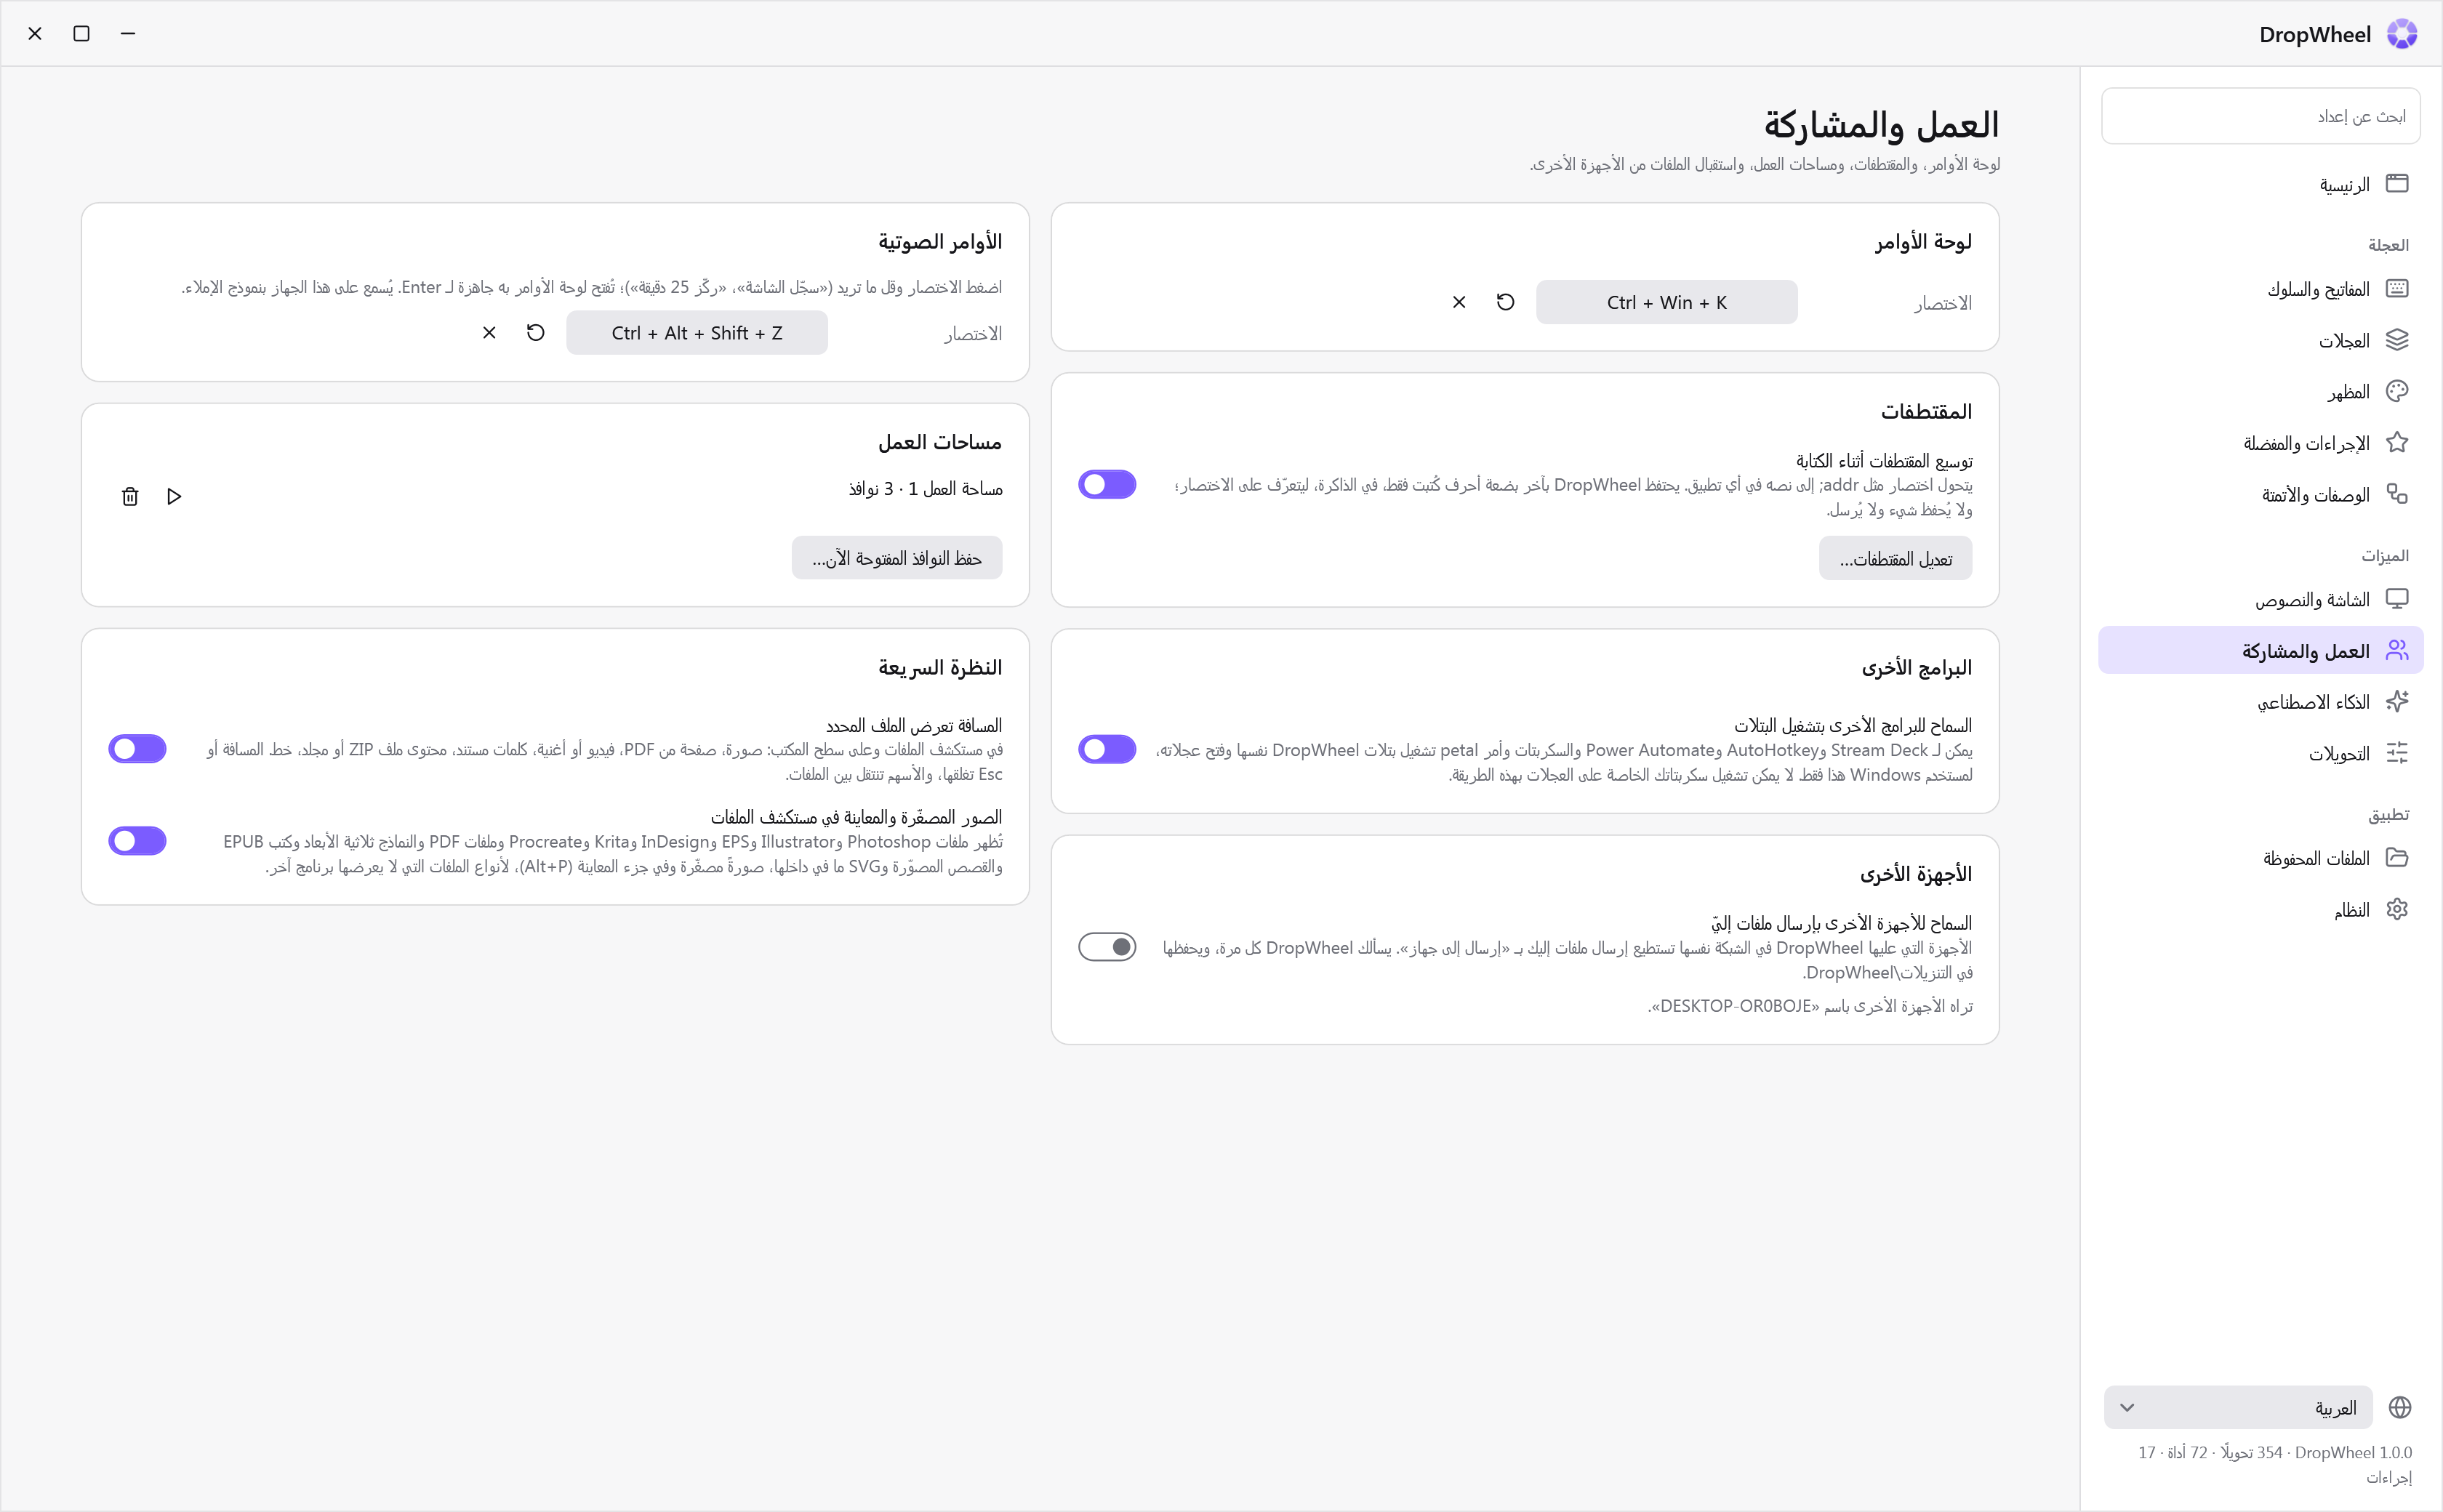 DropWheel
ابحث عن إعداد
الرئيسية
العجلة
المفاتيح والسلوك
العجلات
المظهر
الإجراءات والمفضلة
الوصفات والأتمتة
الميزات
الشاشة والنصوص
العمل والمشاركة
الذكاء الاصطناعي
التحويلات
تطبيق
الملفات المحفوظة
النظام
العربية
DropWheel 1.0.0 · 354 تحويلًا · 72 أداة · 17
إجراءات
العمل والمشاركة
لوحة الأوامر، والمقتطفات، ومساحات العمل، واستقبال الملفات من الأجهزة الأخرى.
لوحة الأوامر
الاختصار
Ctrl + Win + K
المقتطفات
توسيع المقتطفات أثناء الكتابة
يتحول اختصار مثل addr; إلى نصه في أي تطبيق. يحتفظ DropWheel بآخر بضعة أحرف كُتبت فقط، في الذاكرة، ليتعرّف على الاختصار؛
ولا يُحفظ شيء ولا يُرسل.
تعديل المقتطفات...
البرامج الأخرى
السماح للبرامج الأخرى بتشغيل البتلات
يمكن لـ Stream Deck وAutoHotkey وPower Automate والسكربتات وأمر petal تشغيل بتلات DropWheel نفسها وفتح عجلاته،
لمستخدم Windows هذا فقط. لا يمكن تشغيل سكربتاتك الخاصة على العجلات بهذه الطريقة.
الأجهزة الأخرى
السماح للأجهزة الأخرى بإرسال ملفات إليّ
الأجهزة التي عليها DropWheel في الشبكة نفسها تستطيع إرسال ملفات إليك بـ «إرسال إلى جهاز». يسألك DropWheel كل مرة، ويحفظها
في التنزيلات\DropWheel.
تراه الأجهزة الأخرى باسم «DESKTOP-OR0BOJE».
الأوامر الصوتية
اضغط الاختصار وقل ما تريد («سجّل الشاشة»، «ركّز 25 دقيقة»)؛ تُفتح لوحة الأوامر به جاهزة لـ Enter. يُسمع على هذا الجهاز بنموذج الإملاء.
الاختصار
Ctrl + Alt + Shift + Z
مساحات العمل
مساحة العمل 1 · 3 نوافذ
حفظ النوافذ المفتوحة الآن...
النظرة السريعة
المسافة تعرض الملف المحدد
في مستكشف الملفات وعلى سطح المكتب: صورة، صفحة من PDF، فيديو أو أغنية، كلمات مستند، محتوى ملف ZIP أو مجلد، خط. المسافة أو
Esc تغلقها، والأسهم تنتقل بين الملفات.
الصور المصغّرة والمعاينة في مستكشف الملفات
تُظهر ملفات Photoshop وIllustrator وEPS وInDesign وKrita وProcreate وملفات PDF والنماذج ثلاثية الأبعاد وكتب EPUB
والقصص المصوّرة وSVG ما في داخلها، صورةً مصغّرة وفي جزء المعاينة (Alt+P)، لأنواع الملفات التي لا يعرضها برنامج آخر.